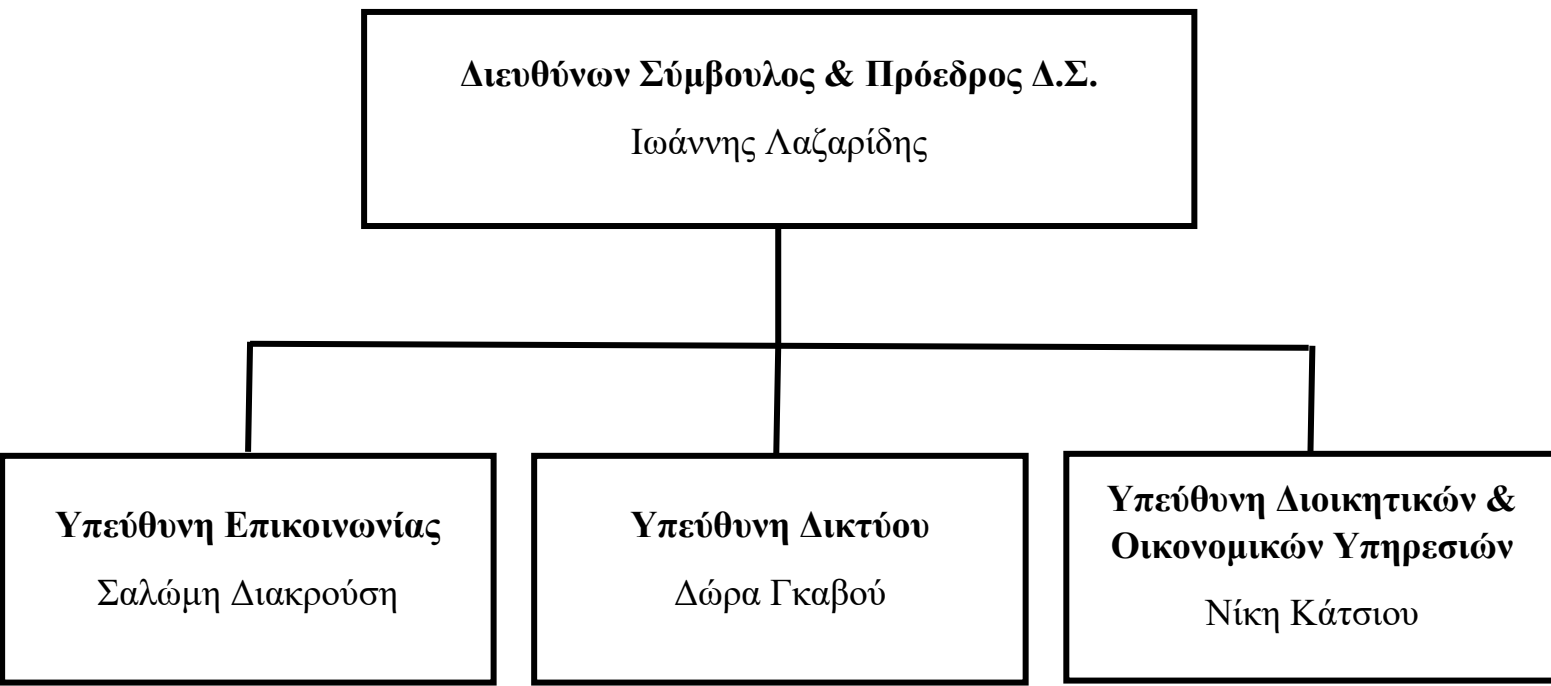 Διευθύνων Σύμβουλος & Πρόεδρος Δ.Σ.
Ιωάννης Λαζαρίδης
Υπεύθυνη Επικοινωνίας
Σαλώμη Διακρούση
Υπεύθυνη Δικτύου
Δώρα Γκαβού
Υπεύθυνη Διοικητικών &
Οικονομικών Υπηρεσιών
Νίκη Κάτσιου